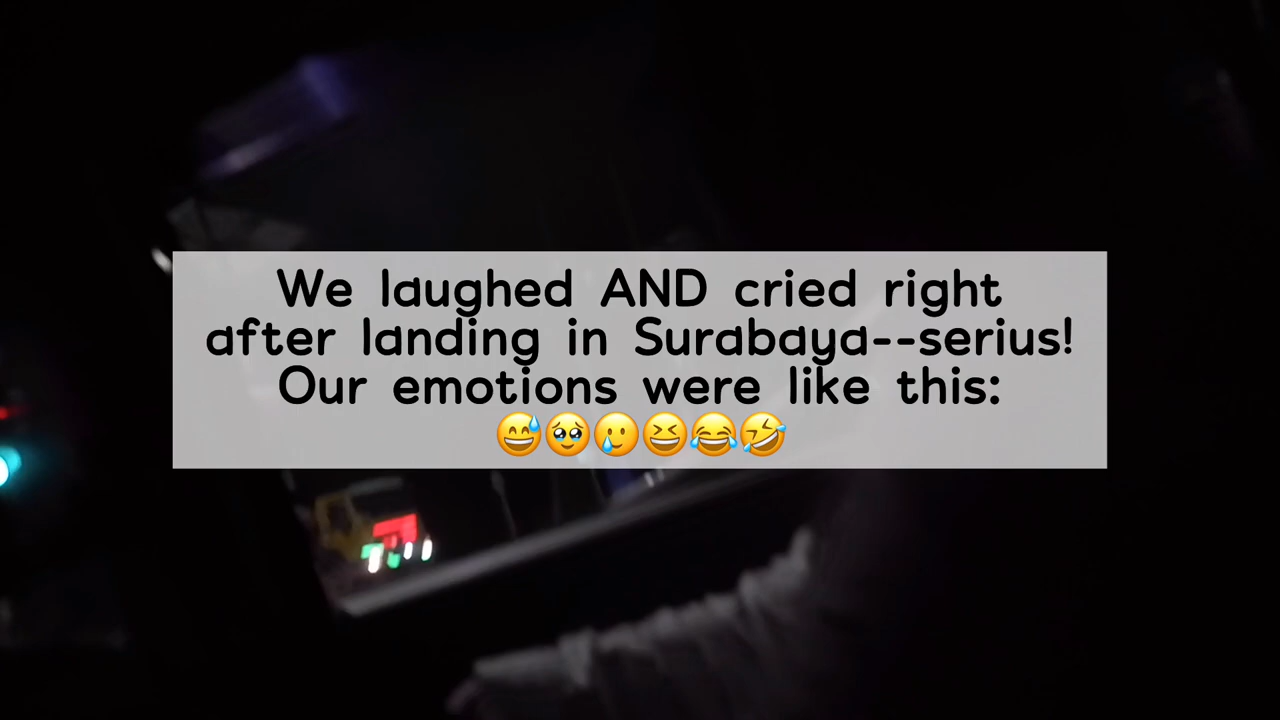 We laughed AND cried right
after landing in Surabaya--serius!
Our emotions were like this:
😅🥹🥲😆😂🤣